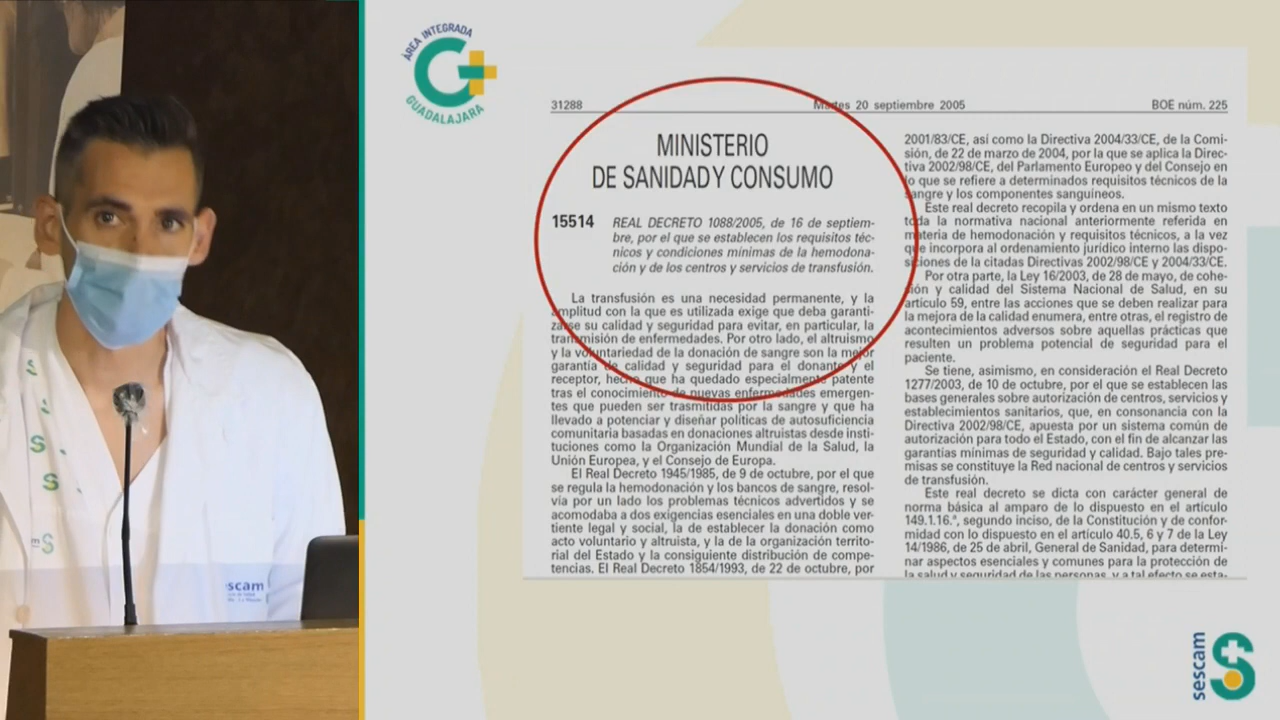 ÁREA INTEGRADA
GUADALAJARA
31288
Martes 20 septiembre 2005
BOE núm. 225
MINISTERIO
DE SANIDAD Y CONSUMO
15514
REAL DECRETO 1088/2005, de 16 de septiem-
bre, por el que se establecen los requisitos téc-
nicos y condiciones mínimas de la hemodona-
ción y de los centros y servicios de transfusión.
La transfusión es una necesidad permanente, y la
amplitud con la que es utilizada exige que deba garanti-
zarse su calidad y seguridad para evitar, en particular, la
transmisión de enfermedades. Por otro lado, el altruismo
y la voluntariedad de la donación de sangre son la mejor
garantía de calidad y seguridad para el donante y el
receptor, hecho que ha quedado especialmente patente
tras el conocimiento de nuevas enfermedades emergen-
tes que pueden ser trasmitidas por la sangre y que ha
llevado a potenciar y diseñar políticas de autosuficiencia
comunitaria basadas en donaciones altruistas desde insti-
tuciones como la Organización Mundial de la Salud, la
Unión Europea, y el Consejo de Europa.
El Real Decreto 1945/1985, de 9 de octubre, por el que
se regula la hemodonación y los bancos de sangre, resol-
vía por un lado los problemas técnicos advertidos y se
acomodaba a dos exigencias esenciales en una doble ver-
tiente legal y social, la de establecer la donación como
acto voluntario y altruista, y la de la organización territo-
rial del Estado y la consiguiente distribución de compe-
tencias. El Real Decreto 1854/1993, de 22 de octubre, por
2001/83/CE, así como la Directiva 2004/33/CE, de la Comi-
sión, de 22 de marzo de 2004, por la que se aplica la Direc-
tiva 2002/98/CE, del Parlamento Europeo y del Consejo en
lo que se refiere a determinados requisitos técnicos de la
sangre y los componentes sanguíneos.
Este real decreto recopila y ordena en un mismo texto
toda la normativa nacional anteriormente referida en
materia de hemodonación y requisitos técnicos, a la vez
que incorpora al ordenamiento jurídico interno las dispo-
siciones de la citadas Directivas 2002/98/CE y 2004/33/CE.
Por otra parte, la Ley 16/2003, de 28 de mayo, de cohe-
sión y calidad del Sistema Nacional de Salud, en su
artículo 59, entre las acciones que se deben realizar para
la mejora de la calidad enumera, entre otras, el registro de
acontecimientos adversos sobre aquellas prácticas que
resulten un problema potencial de seguridad para el
paciente.
Se tiene, asimismo, en consideración el Real Decreto
1277/2003, de 10 de octubre, por el que se establecen las
bases generales sobre autorización de centros, servicios y
establecimientos sanitarios, que, en consonancia con la
Directiva 2002/98/CE, apuesta por un sistema común de
autorización para todo el Estado, con el fin de alcanzar las
garantías mínimas de seguridad y calidad. Bajo tales pre-
misas se constituye la Red nacional de centros y servicios
de transfusión.
Este real decreto se dicta con carácter general de
norma básica al amparo de lo dispuesto en el artículo
149.1.16.ª, segundo inciso, de la Constitución y de confor-
midad con lo dispuesto en el artículo 40.5, 6 y 7 de la Ley
14/1986, de 25 de abril, General de Sanidad, para determi-
nar aspectos esenciales y comunes para la protección de
la salud y seguridad de las personas, y a tal efecto se esta-
sescam
sescam